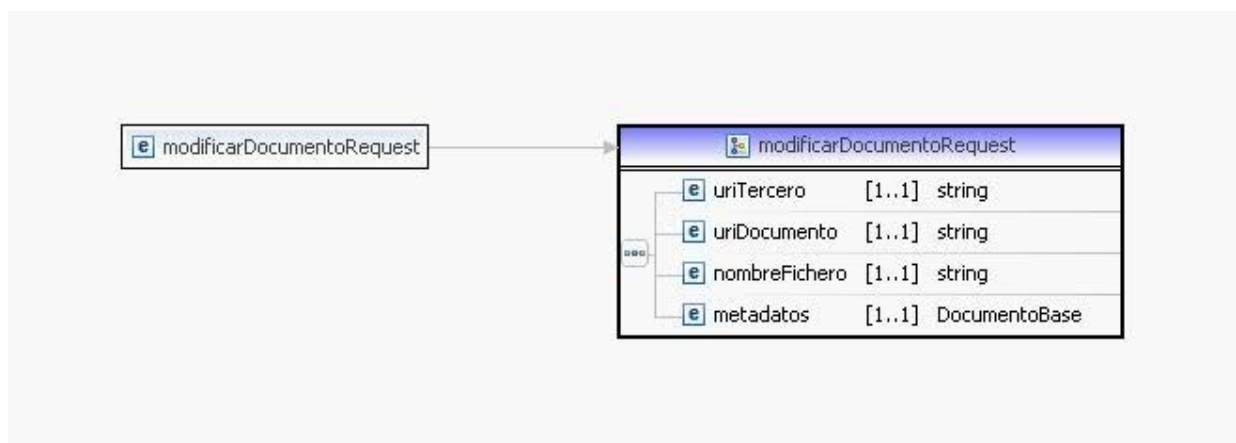 modificarDocumentoRequest
modificarDocumentoRequest
uriTercero [1..1] string
uriDocumento [1..1] string
nombreFichero [1..1] string
metadatos [1..1] DocumentoBase